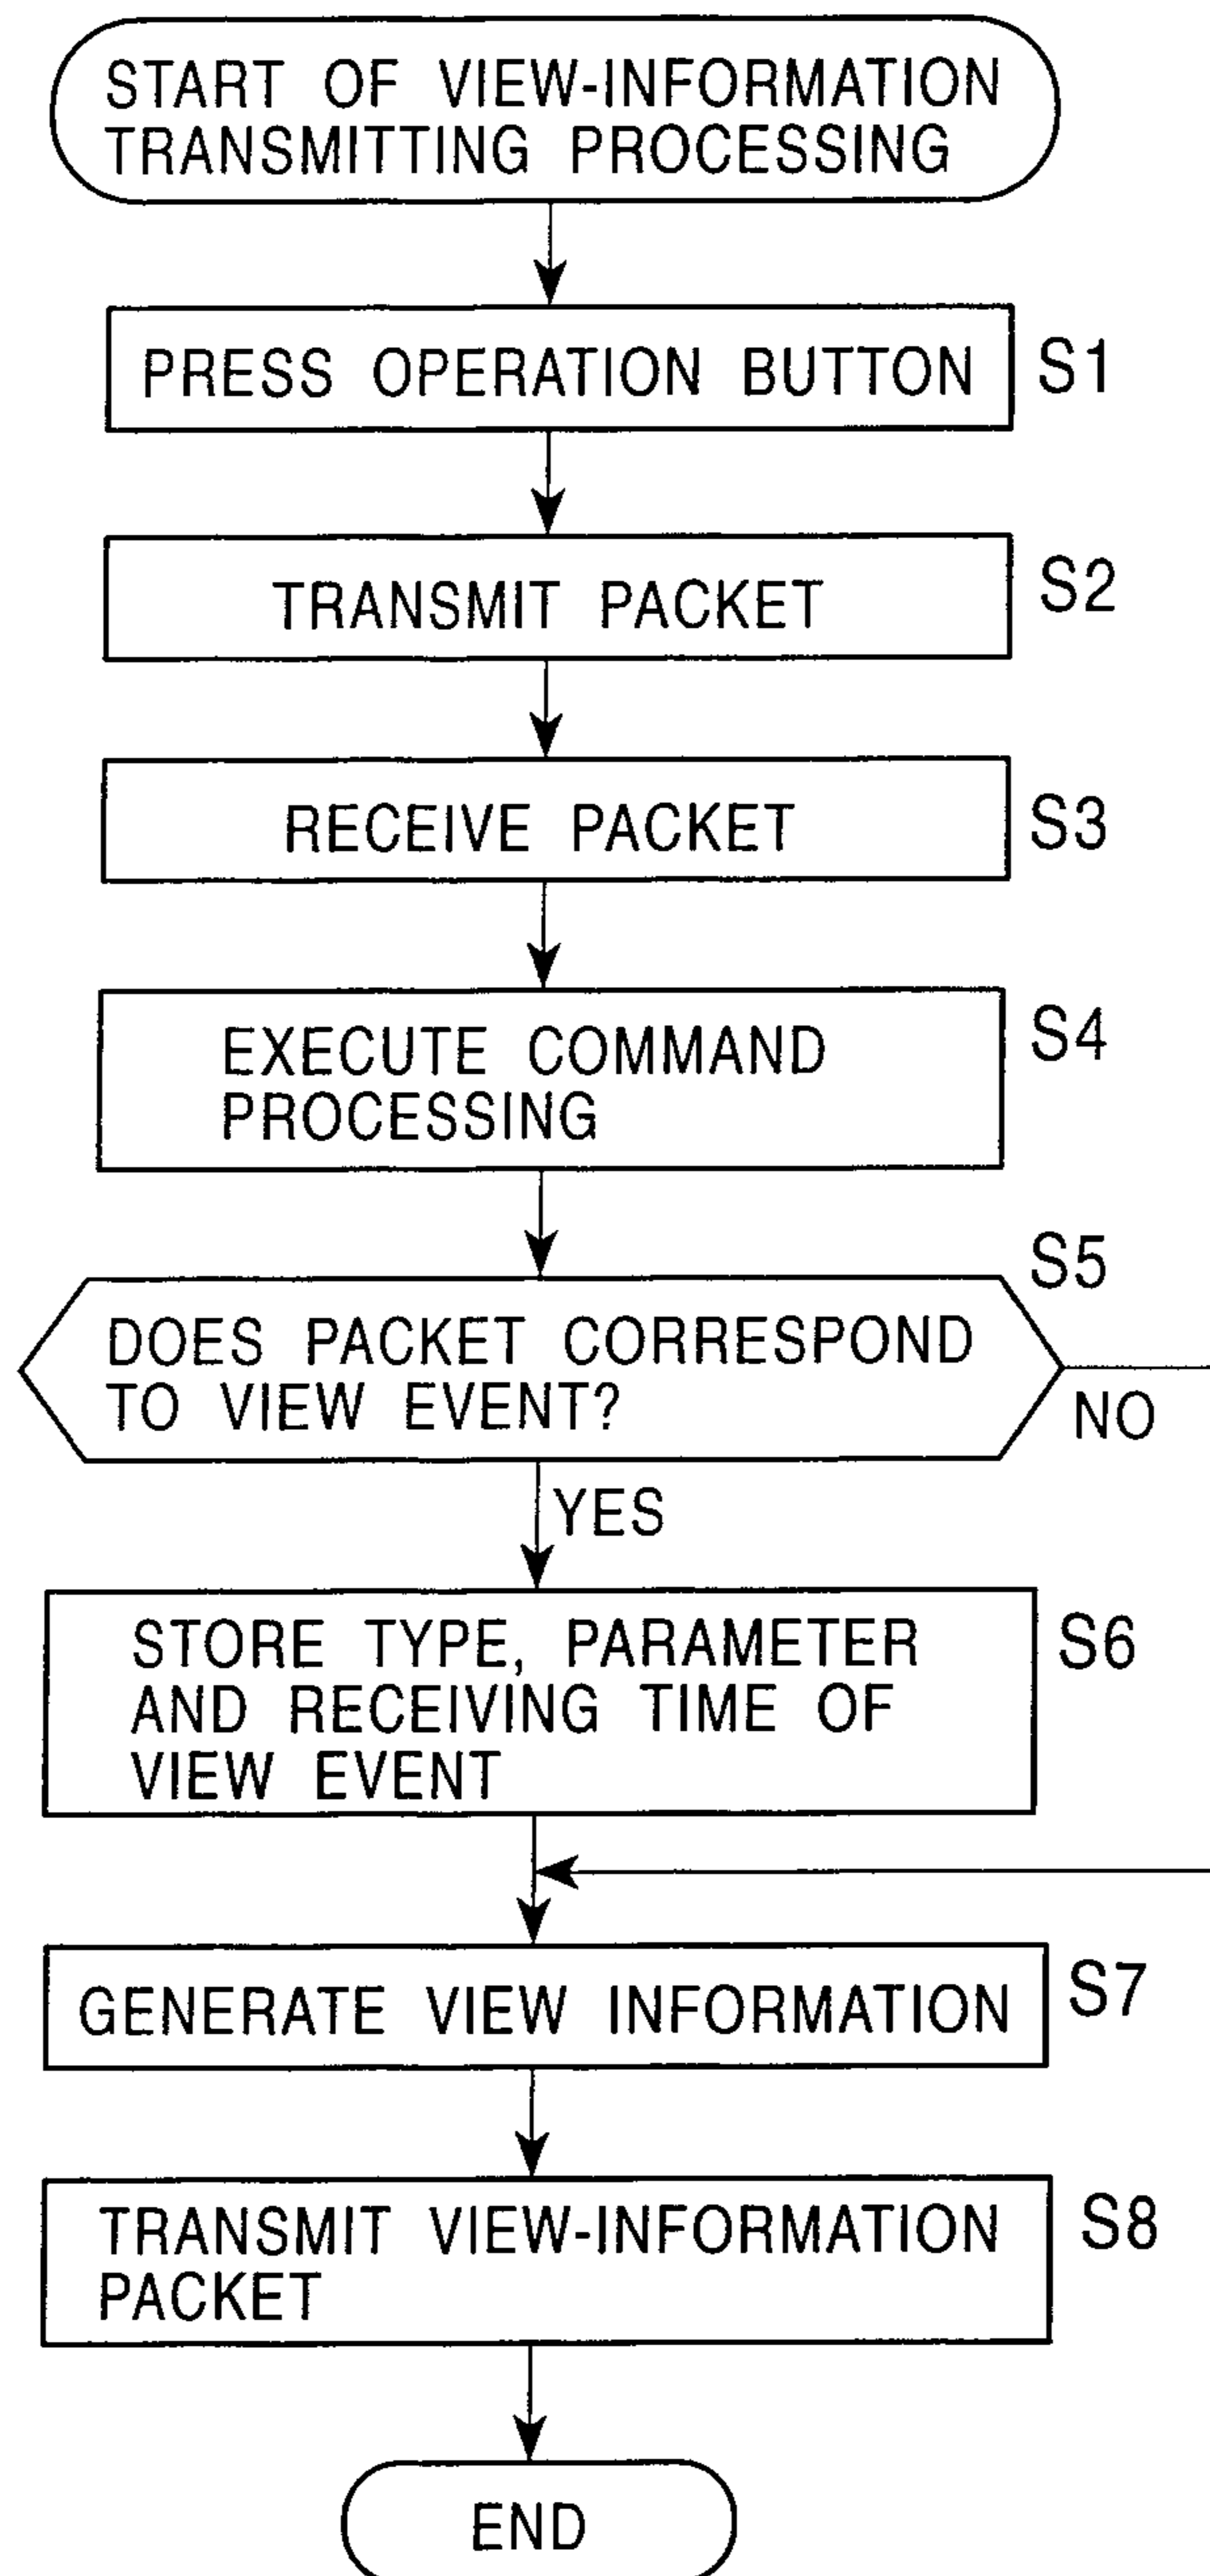 START OF VIEW-INFORMATION
TRANSMITTING PROCESSING
PRESS OPERATION BUTTON
S1
TRANSMIT PACKET
S2
RECEIVE PACKET
S3
EXECUTE COMMAND
PROCESSING
S4
S5
DOES PACKET CORRESPOND
TO VIEW EVENT?
NO
YES
STORE TYPE, PARAMETER
AND RECEIVING TIME OF
VIEW EVENT
S6
GENERATE VIEW INFORMATION
S7
TRANSMIT VIEW-INFORMATION
PACKET
S8
END